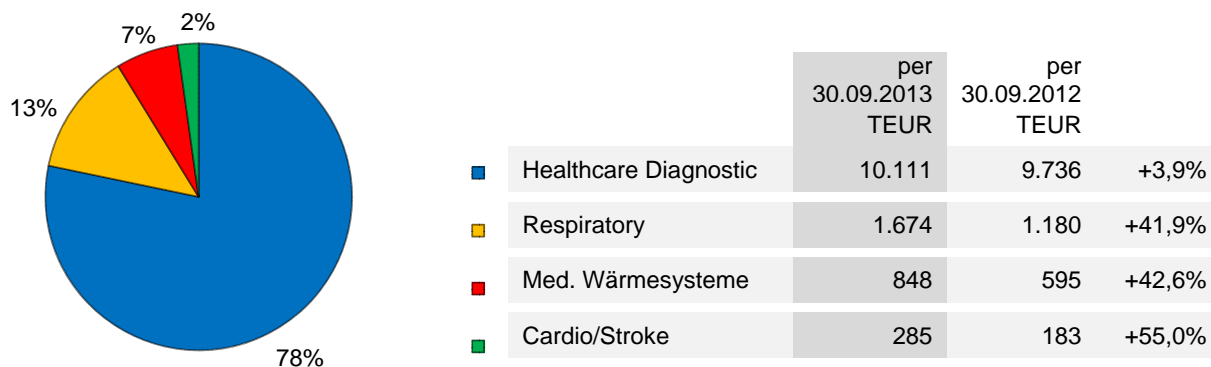 2%
7%
13%
78%
per per
30.09.2013 30.09.2012
TEUR TEUR
Healthcare Diagnostic 10.111 9.736 +3,9%
Respiratory 1.674 1.180 +41,9%
Med. Wärmesysteme 848 595 +42,6%
Cardio/Stroke 285 183 +55,0%